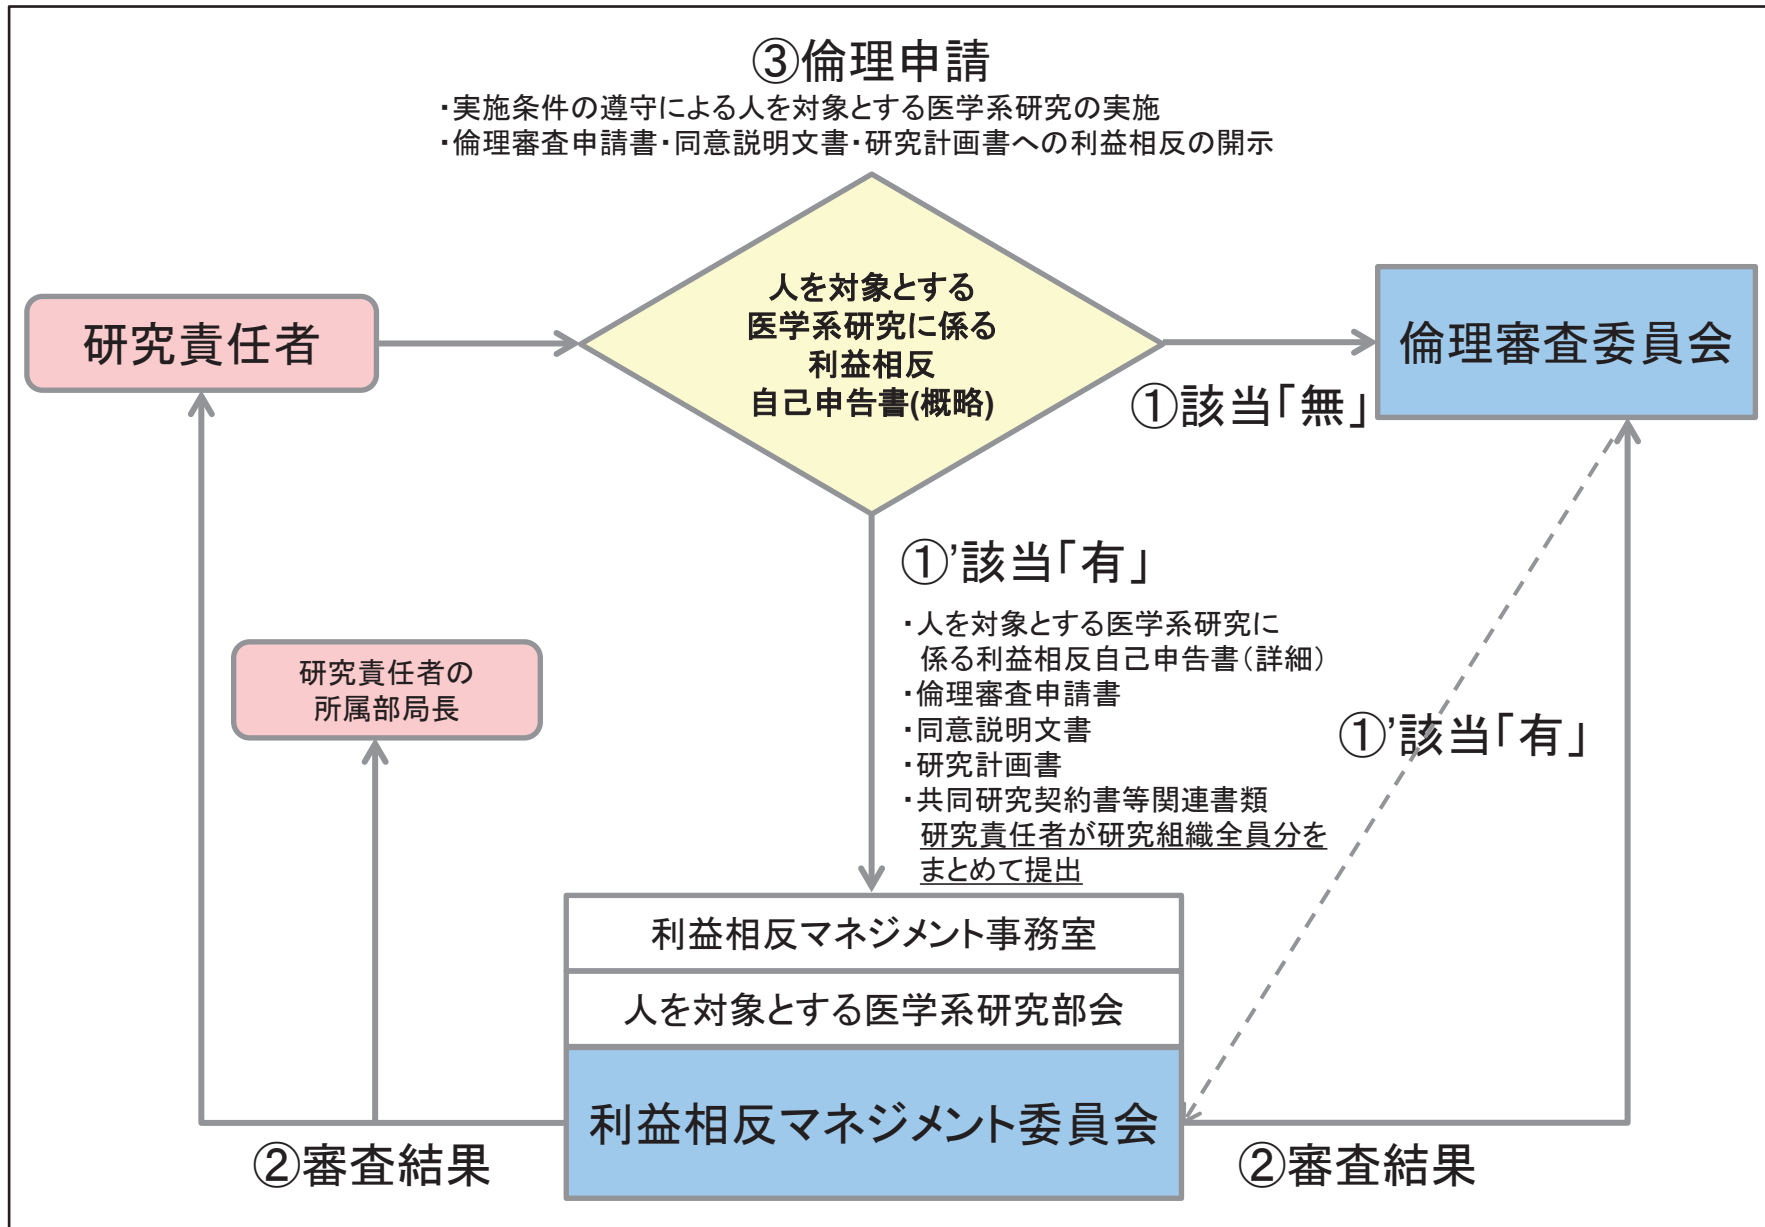 ③倫理申請
・実施条件の遵守による人を対象とする医学系研究の実施
・倫理審査申請書・同意説明文書・研究計画書への利益相反の開示
研究責任者
人を対象とする
医学系研究に係る
利益相反
自己申告書(概略)
倫理審査委員会
①該当「無」
①’該当「有」
・人を対象とする医学系研究に
係る利益相反自己申告書(詳細)
・倫理審査申請書
・同意説明文書
・研究計画書
・共同研究契約書等関連書類
研究責任者が研究組織全員分を
まとめて提出
研究責任者の
所属部局長
①’該当「有」
利益相反マネジメント事務室
人を対象とする医学系研究部会
利益相反マネジメント委員会
②審査結果
②審査結果